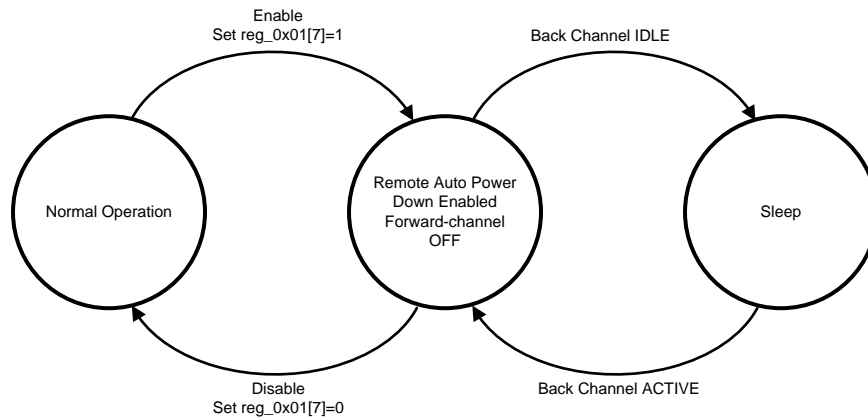 Enable
Set reg_0x01[7]=1
Back Channel IDLE
Normal Operation
Remote Auto Power
Down Enabled
Forward-channel
OFF
Sleep
Disable
Set reg_0x01[7]=0
Back Channel ACTIVE